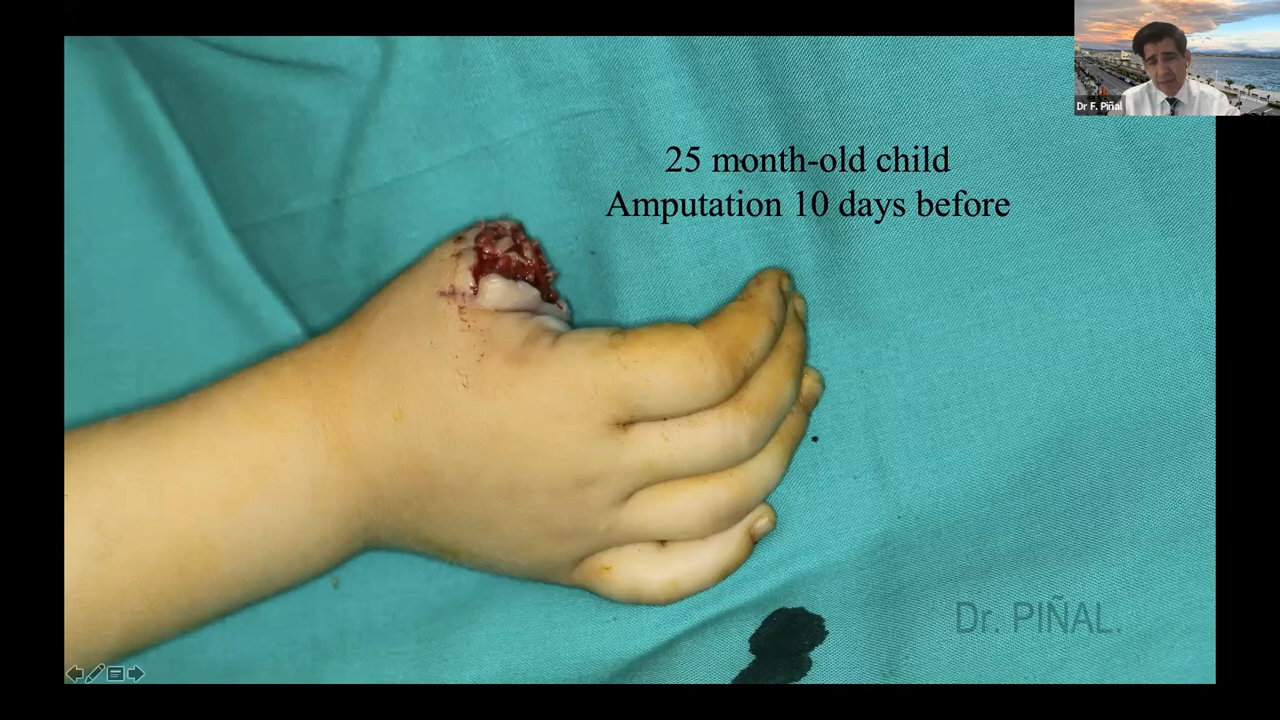 Dr F. Piñal
25 month-old child
Amputation 10 days before
Dr. PIÑAL.